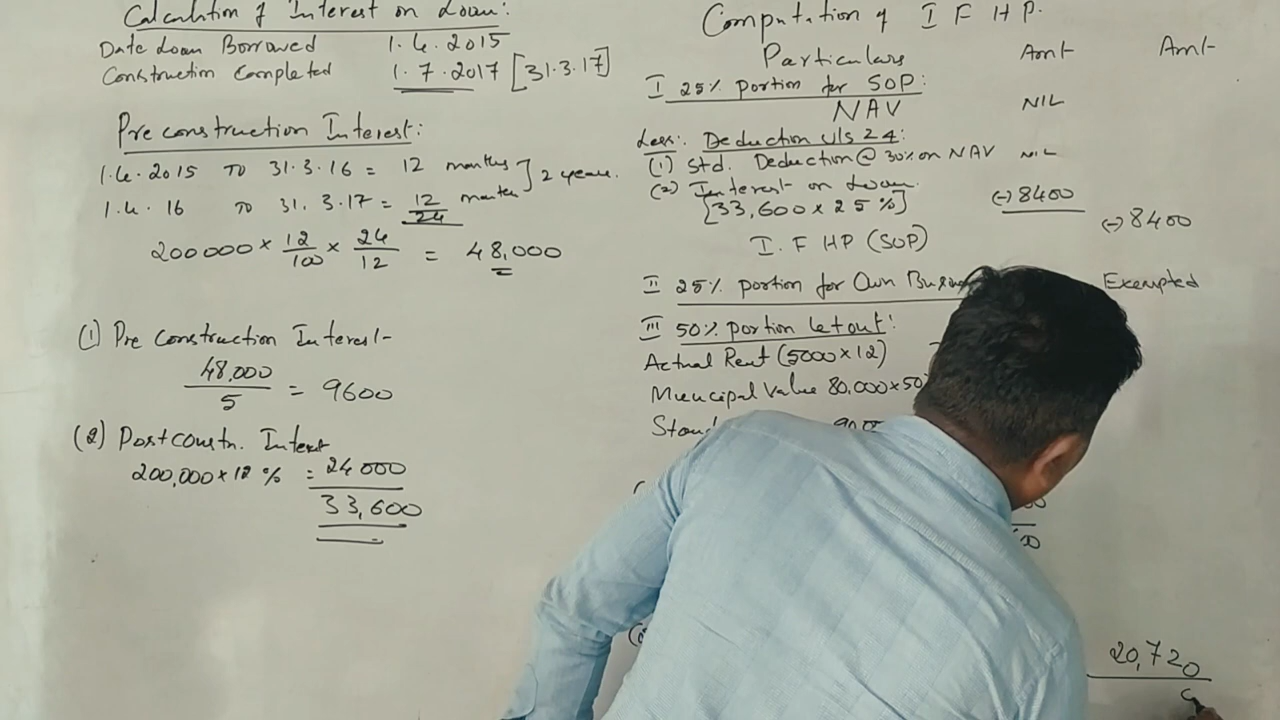 Calculation of Interest on Loan:
Date Loan Borrowed 1.4.2015
Construction Completed 1.7.2017 [31.3.17]
Pre construction Interest:
1.4.2015 TO 31.3.16 = 12 months ] 2 years.
1.4.16 TO 31.3.17 = 12 months
24
200000 × 12/100 × 24/12 = 48,000
(1) Pre Construction Interest-
48,000/5 = 9600
(2) Post constn. Interest
200,000 × 12% = 24000
33,600
Computation of I F H P.
Particulars Amt Amt
I 25% portion for SOP:
NAV NIL
Less: Deduction U/s 24:
(1) Std. Deduction @ 30% on NAV NIL
(2) Interest on Loan
[33,600 × 25%] (-) 8400
(-) 8400
I.F HP (SOP)
II 25% portion for Own Exempted
III 50% portion let out:
Actual Rent (5000×12)
Muncipal Value 80,000×50
20,720